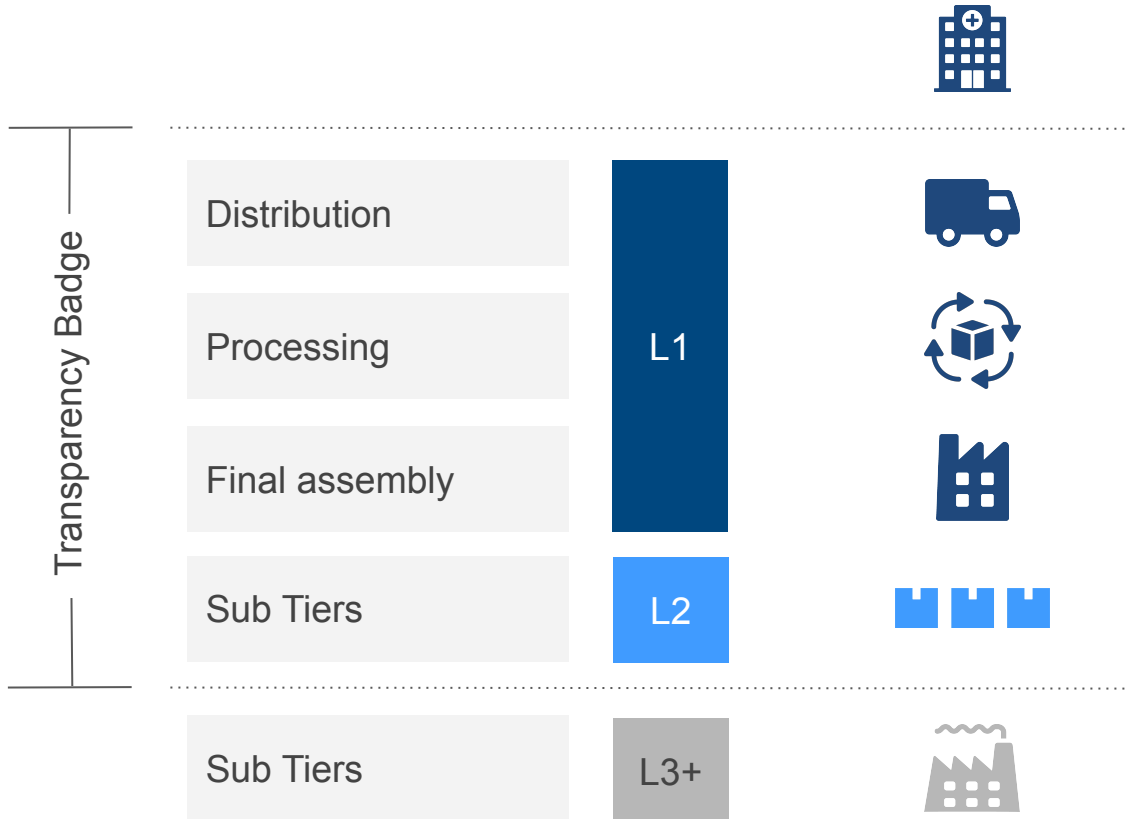 Transparency Badge
Distribution
Processing
L1
Final assembly
Sub Tiers
L2
Sub Tiers
L3+